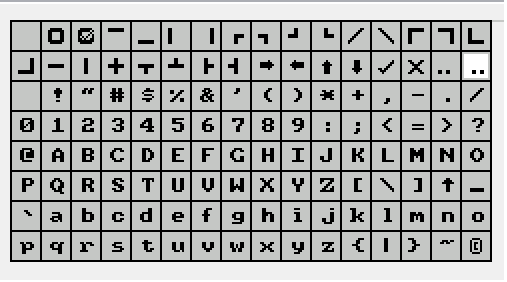 □ ▨ ¯ _ ▏ ▕ ┌ ┐ ┘ └ ╱ ╲ ┌ ┐ └
┘ - | + ┬ ┴ ├ ┤ → ← ↑ ↓ ✓ × .. ..
! “ # $ % & ′ ( ) * + , - . /
0 1 2 3 4 5 6 7 8 9 : ; < = > ?
@ A B C D E F G H I J K L M N O
P Q R S T U V W X Y Z [ \ ] ↑ _
` a b c d e f g h i j k l m n o
p q r s t u v w x y z { | } ~ @